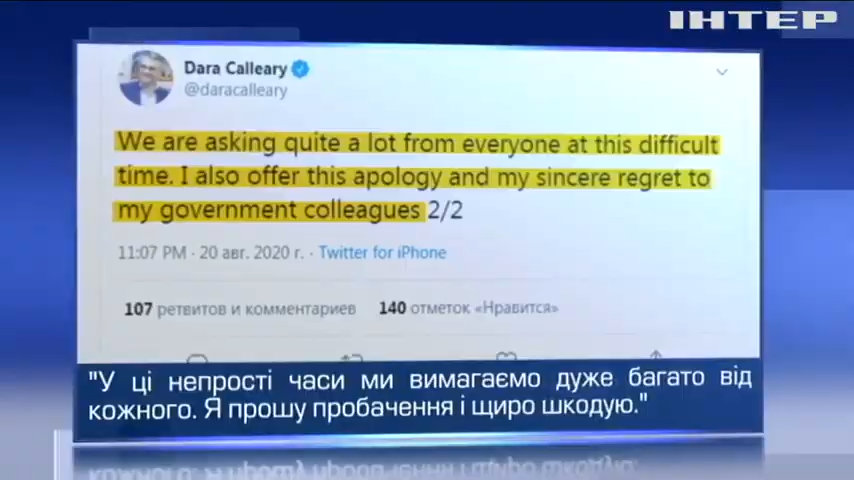 ІНТЕР
Dara Calleary
@daracalleary
We are asking quite a lot from everyone at this difficult
time. I also offer this apology and my sincere regret to
my government colleagues 2/2
11:07 PM · 20 авг. 2020 г. · Twitter for iPhone
107 ретвитов и комментариев 140 отметок «Нравится»
"У ці непрості часи ми вимагаємо дуже багато від
кожного. Я прошу пробачення і щиро шкодую."